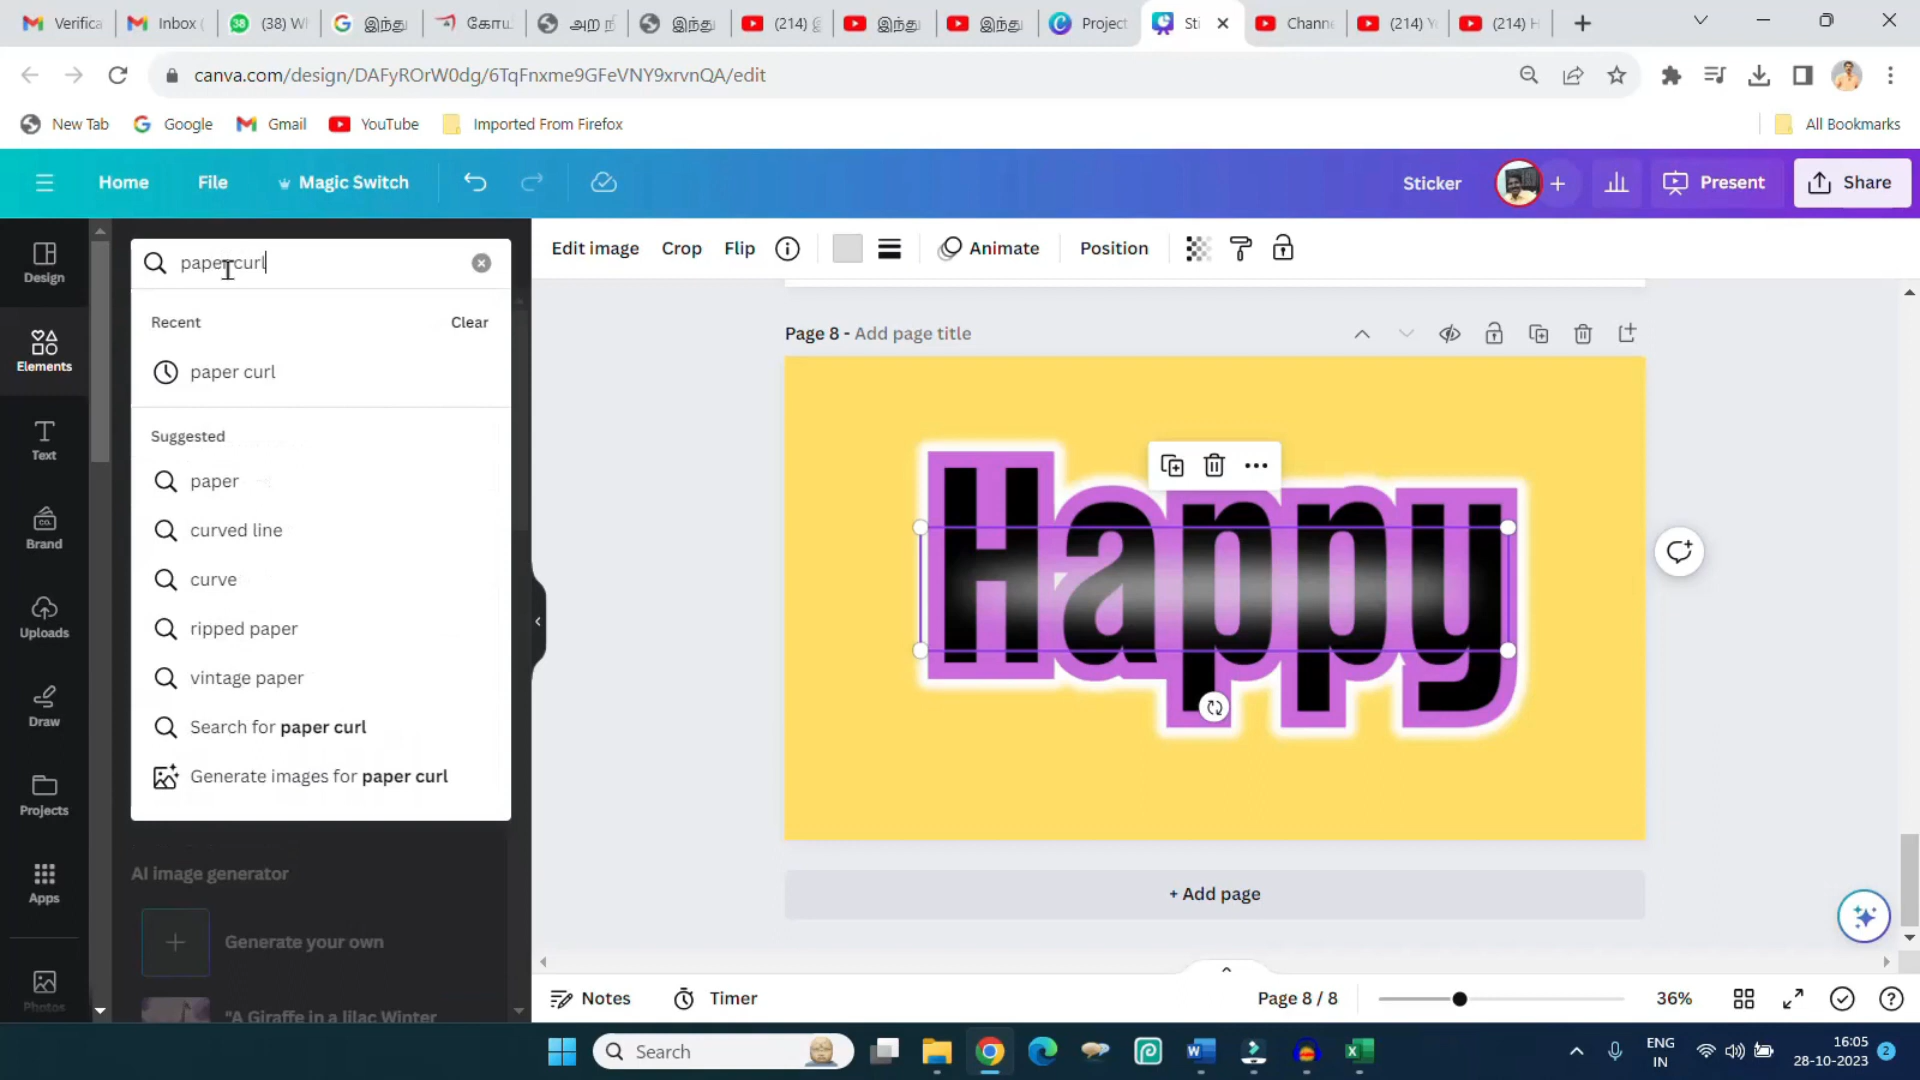 Verifica
Inbox (
(38) W
இந்து
கோய
அற ந
இந்து
(214) இ
இந்து
இந்து
Project
Sti
Channe
(214) Y
(214) H
canva.com/design/DAFyROrW0dg/6TqFnxme9GFeVNY9xrvnQA/edit
New Tab
Google
Gmail
YouTube
Imported From Firefox
All Bookmarks
Home
File
Magic Switch
Sticker
Present
Share
Design
Elements
Text
Brand
Uploads
Draw
Projects
Apps
Photos
paper curl
Recent
Clear
paper curl
Suggested
paper
curved line
curve
ripped paper
vintage paper
Search for paper curl
Generate images for paper curl
AI image generator
Generate your own
"A Giraffe in a lilac Winter
Edit image
Crop
Flip
Animate
Position
Page 8 - Add page title
Happy
+ Add page
Notes
Timer
Page 8 / 8
36%
Search
ENG
IN
16:05
28-10-2023
2